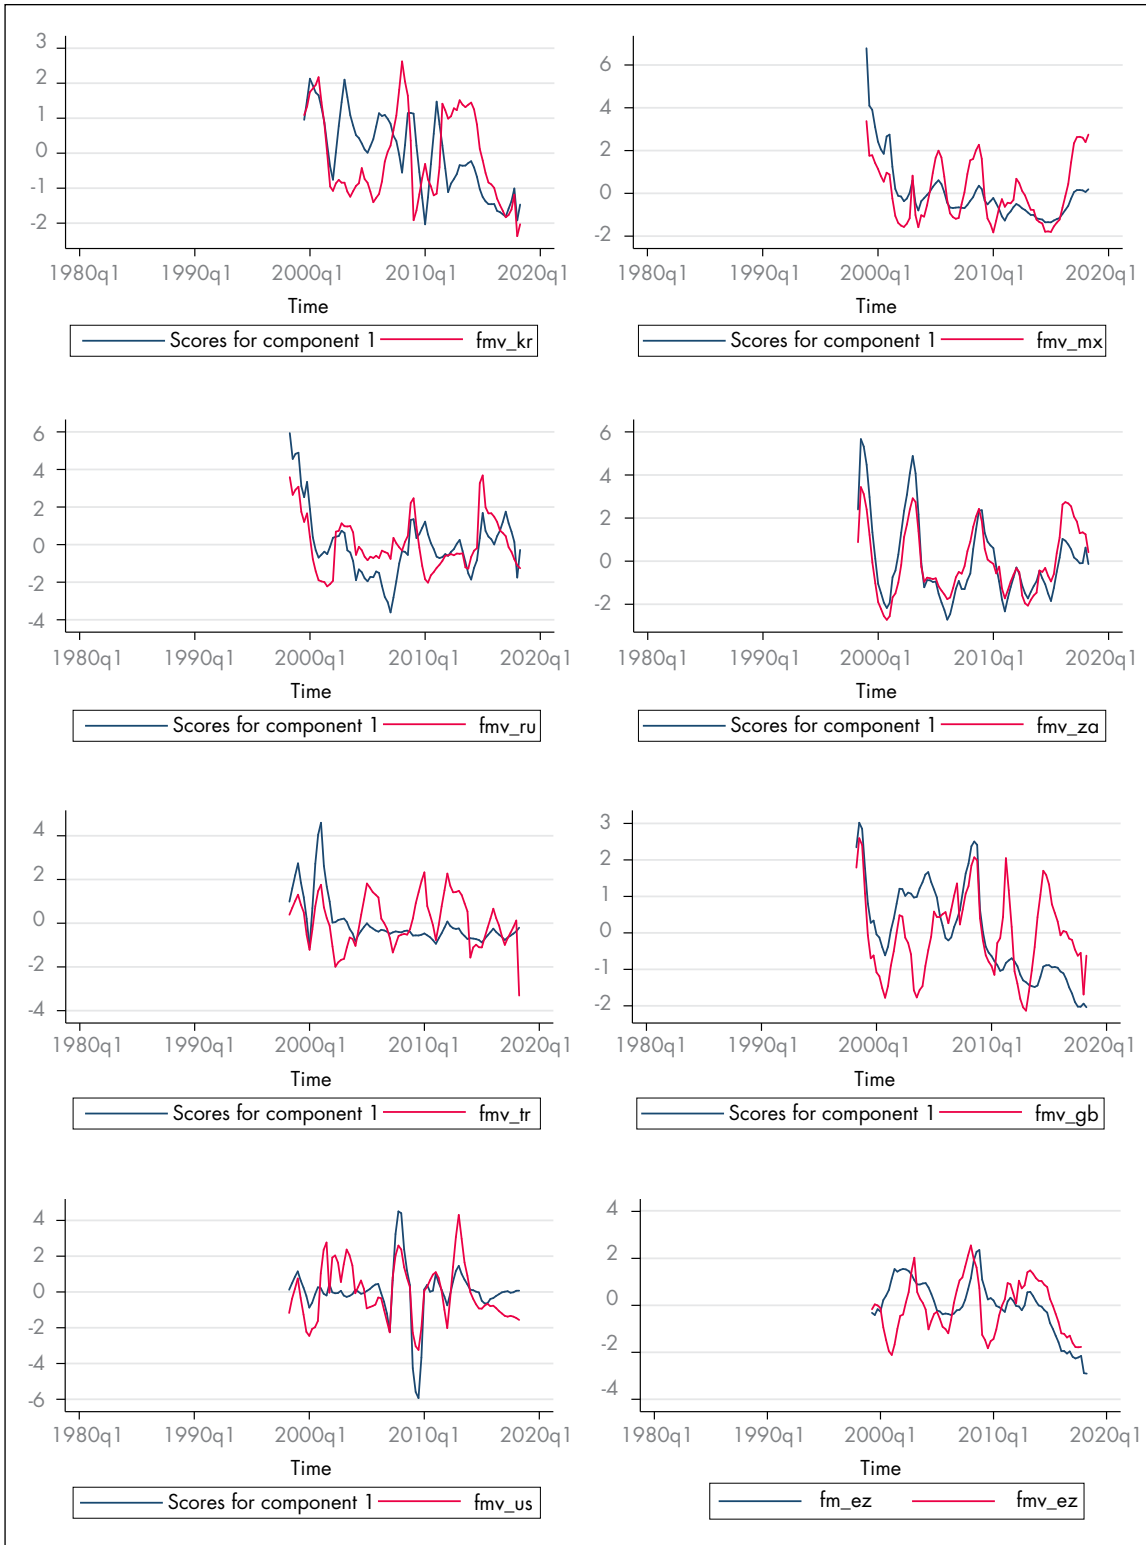 3
2
1
0
-1
-2
1980q1 1990q1 2000q1 2010q1 2020q1
Time
Scores for component 1 fmv_kr
6
4
2
0
-2
1980q1 1990q1 2000q1 2010q1 2020q1
Time
Scores for component 1 fmv_mx
6
4
2
0
-2
-4
1980q1 1990q1 2000q1 2010q1 2020q1
Time
Scores for component 1 fmv_ru
6
4
2
0
-2
1980q1 1990q1 2000q1 2010q1 2020q1
Time
Scores for component 1 fmv_za
4
2
0
-2
-4
1980q1 1990q1 2000q1 2010q1 2020q1
Time
Scores for component 1 fmv_tr
3
2
1
0
-1
-2
1980q1 1990q1 2000q1 2010q1 2020q1
Time
Scores for component 1 fmv_gb
4
2
0
-2
-4
-6
1980q1 1990q1 2000q1 2010q1 2020q1
Time
Scores for component 1 fmv_us
4
2
0
-2
-4
1980q1 1990q1 2000q1 2010q1 2020q1
Time
fm_ez fmv_ez